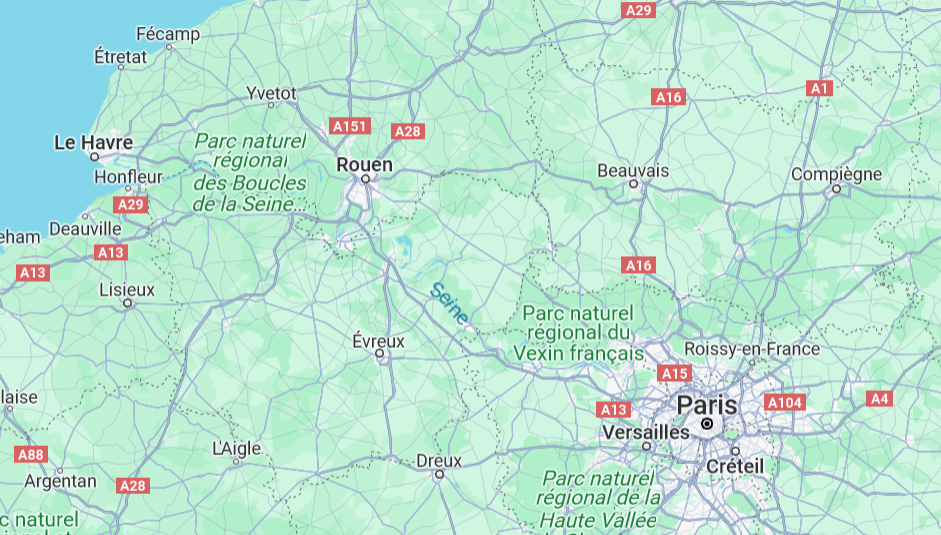 A29
Fécamp
Étretat
Yvetot
A16
A1
A151
A28
Le Havre
Parc naturel
régional
des Boucles
de la Seine...
Rouen
Beauvais
Compiègne
Honfleur
A29
Deauville
eham
A13
A13
A16
Lisieux
Seine
Parc naturel
régional du
Vexin français
Évreux
Roissy-en-France
A15
laise
A13
Paris
A104
A4
Versailles
A88
L'Aigle
Dreux
Créteil
Argentan
A28
Parc naturel
régional de la
Haute Vallée
c naturel